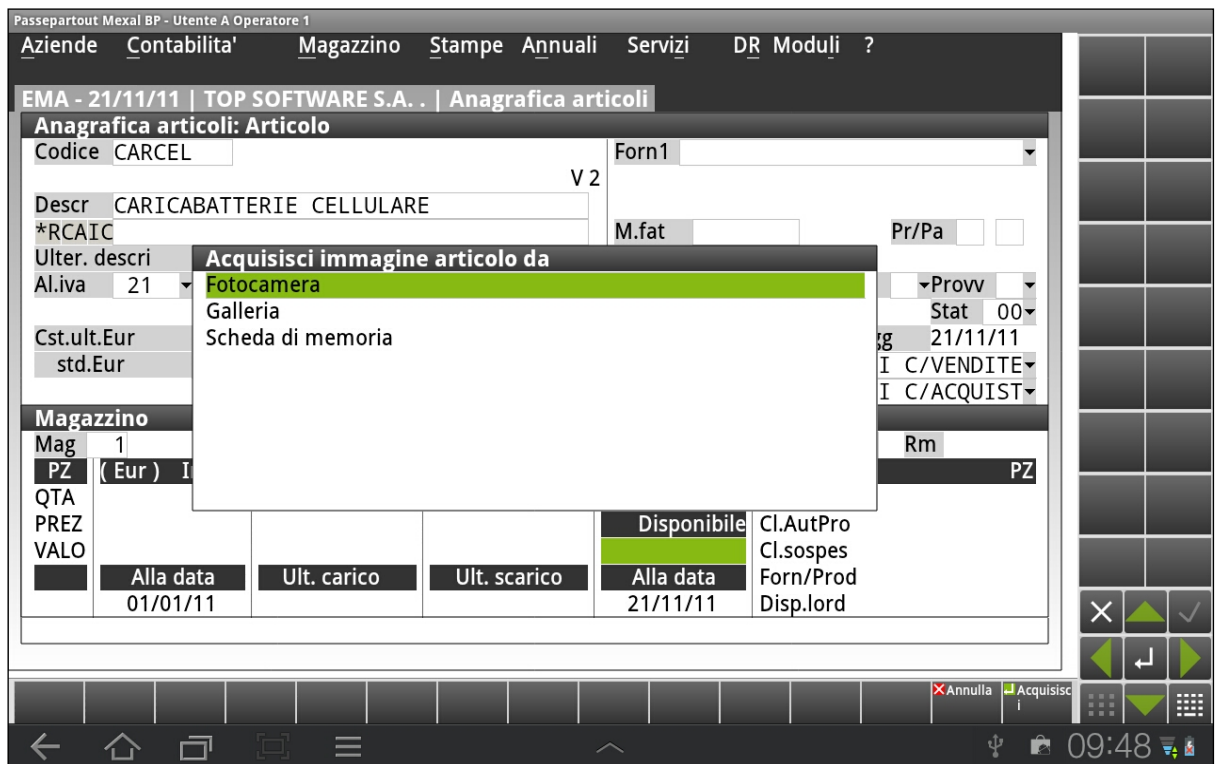 Passepartout Mexal BP - Utente A Operatore 1
Aziende Contabilita' Magazzino Stampe Annuali Servizi DR Moduli ?
EMA - 21/11/11 | TOP SOFTWARE S.A. . | Anagrafica articoli
Anagrafica articoli: Articolo
Codice CARCEL Forn1
V 2
Descr CARICABATTERIE CELLULARE
*RCAIC M.fat Pr/Pa
Ulter. descri Acquisisci immagine articolo da
Al.iva 21 Fotocamera Provv
Galleria Stat 00
Cst.ult.Eur Scheda di memoria 21/11/11
std.Eur I C/VENDITE
I C/ACQUIST
Magazzino
Mag 1 Rm
PZ ( Eur ) PZ
QTA
PREZ Disponibile Cl.AutPro
VALO Cl.sospes
Alla data Ult. carico Ult. scarico Alla data Forn/Prod
01/01/11 21/11/11 Disp.lord
Annulla Acquisisc
i
09:48